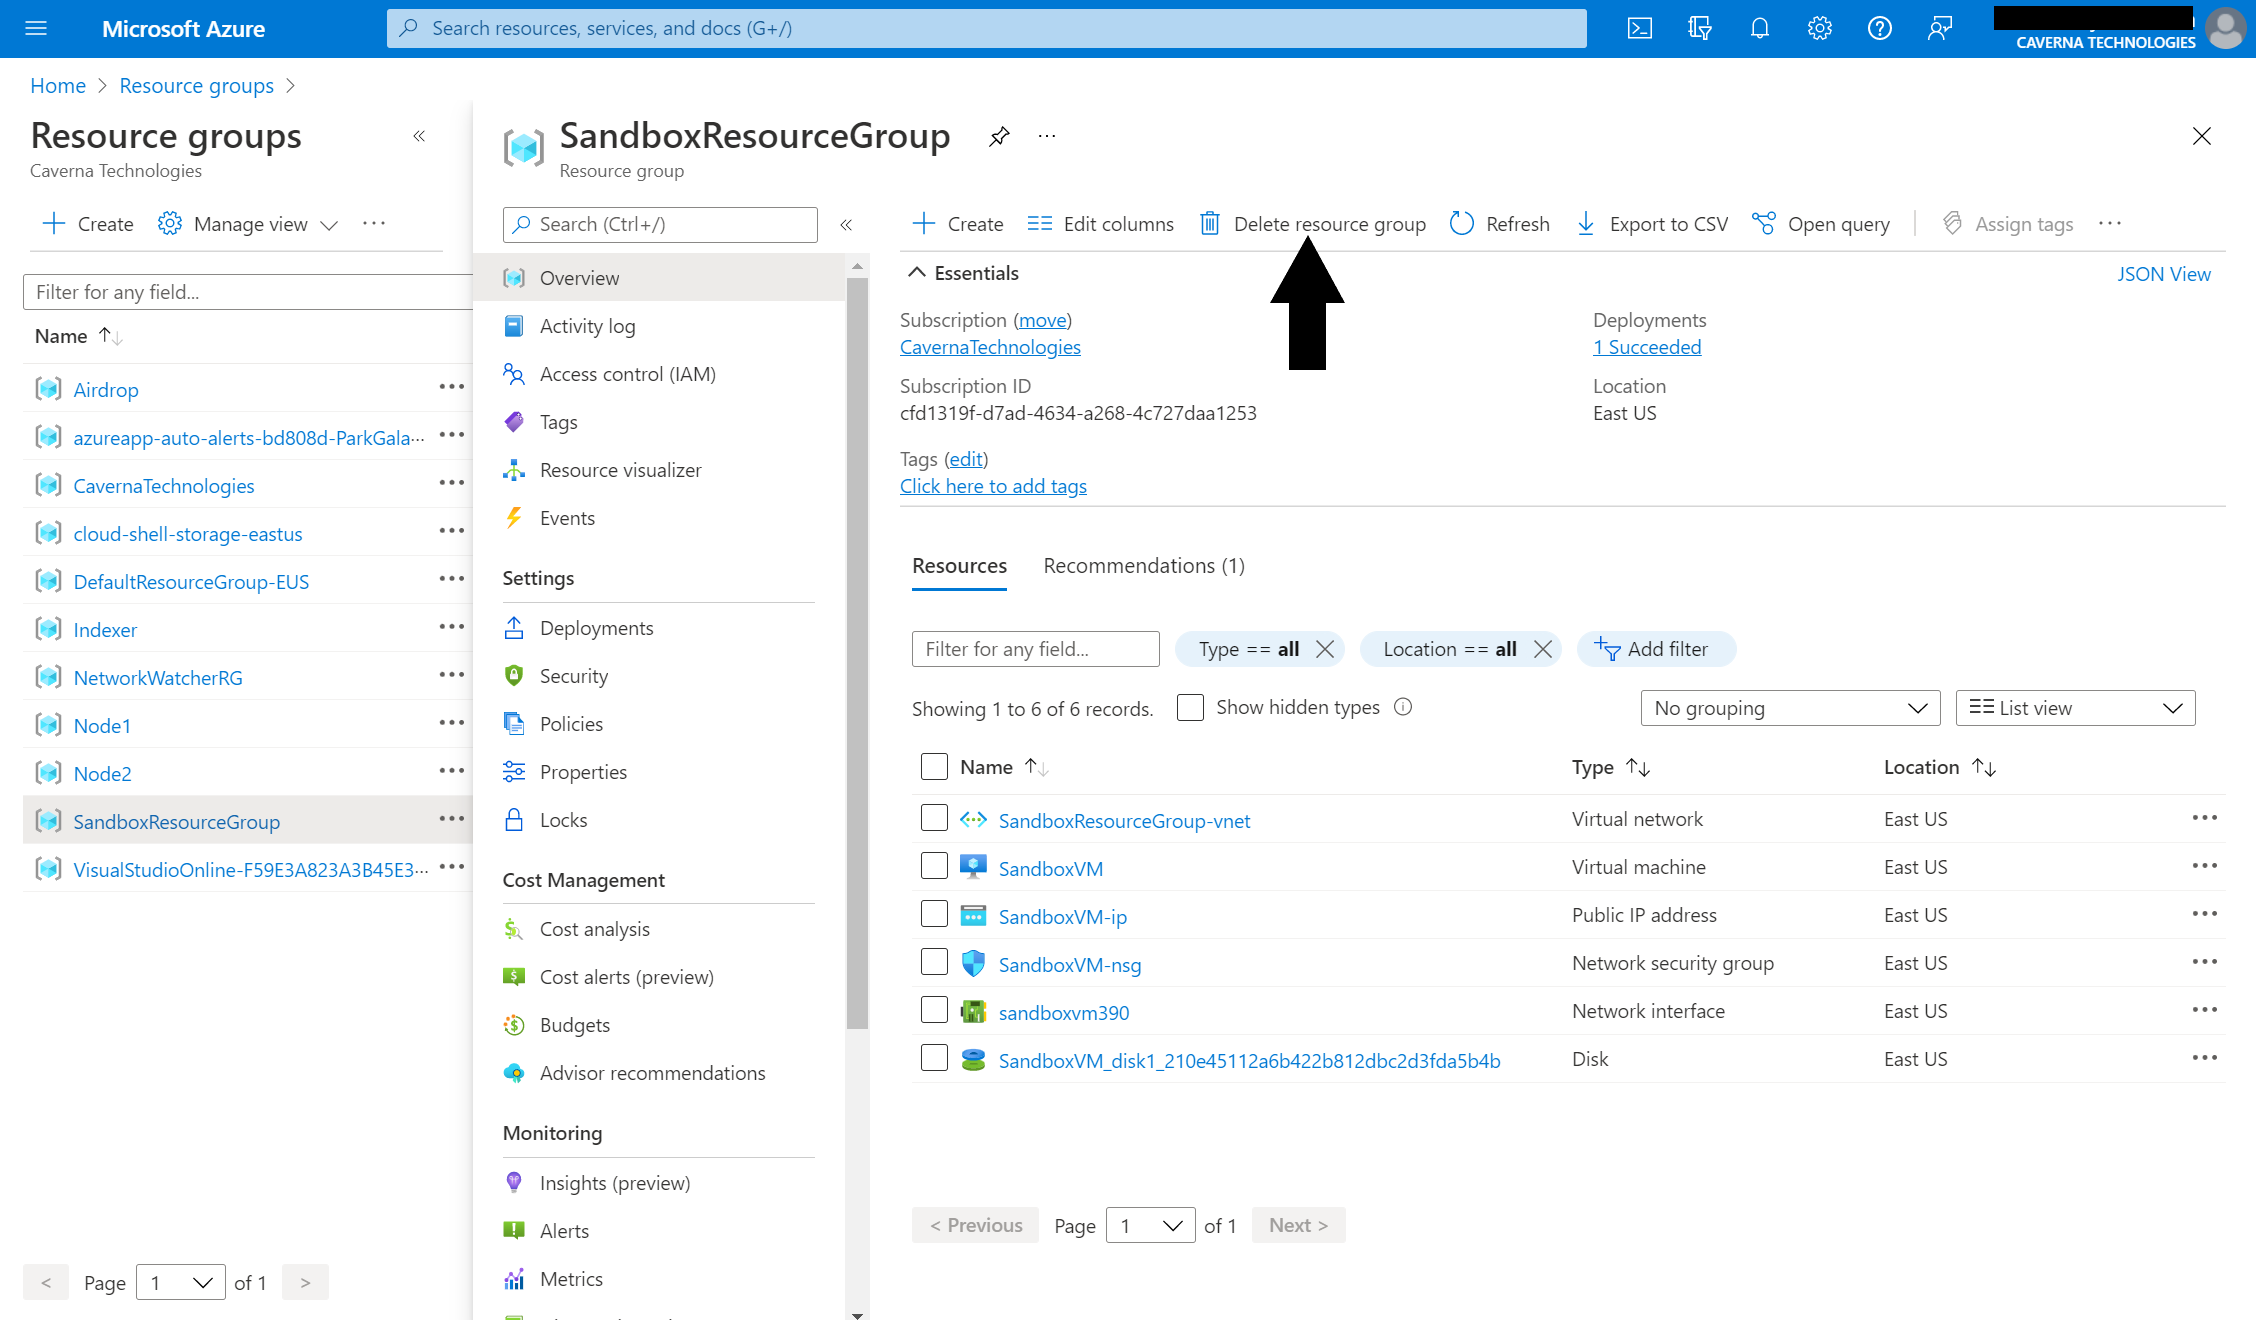 Microsoft Azure
Search resources, services, and docs (G+/)
CAVERNA TECHNOLOGIES
Home > Resource groups >
Resource groups
Caverna Technologies
Create
Manage view
Filter for any field...
Name
Airdrop
azureapp-auto-alerts-bd808d-ParkGala...
CavernaTechnologies
cloud-shell-storage-eastus
DefaultResourceGroup-EUS
Indexer
NetworkWatcherRG
Node1
Node2
SandboxResourceGroup
VisualStudioOnline-F59E3A823A3B45E3...
< Page 1 of 1 >
SandboxResourceGroup
Resource group
Search (Ctrl+/)
Overview
Activity log
Access control (IAM)
Tags
Resource visualizer
Events
Settings
Deployments
Security
Policies
Properties
Locks
Cost Management
Cost analysis
Cost alerts (preview)
Budgets
Advisor recommendations
Monitoring
Insights (preview)
Alerts
Metrics
Create
Edit columns
Delete resource group
Refresh
Export to CSV
Open query
Assign tags
Essentials
JSON View
Subscription (move)
CavernaTechnologies
Subscription ID
cfd1319f-d7ad-4634-a268-4c727daa1253
Tags (edit)
Click here to add tags
Deployments
1 Succeeded
Location
East US
Resources
Recommendations (1)
Filter for any field...
Type == all
Location == all
Add filter
Showing 1 to 6 of 6 records.
Show hidden types
No grouping
List view
Name Type Location
SandboxResourceGroup-vnet Virtual network East US
SandboxVM Virtual machine East US
SandboxVM-ip Public IP address East US
SandboxVM-nsg Network security group East US
sandboxvm390 Network interface East US
SandboxVM_disk1_210e45112a6b422b812dbc2d3fda5b4b Disk East US
< Previous Page 1 of 1 Next >